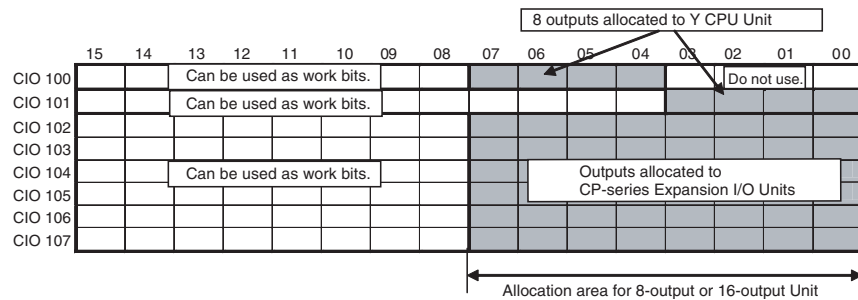 8 outputs allocated to Y CPU Unit
15 14 13 12 11 10 09 08 07 06 05 04 03 02 01 00
CIO 100 Can be used as work bits. Do not use.
CIO 101 Can be used as work bits.
CIO 102
CIO 103
CIO 104 Can be used as work bits. Outputs allocated to
CIO 105 CP-series Expansion I/O Units
CIO 106
CIO 107
Allocation area for 8-output or 16-output Unit